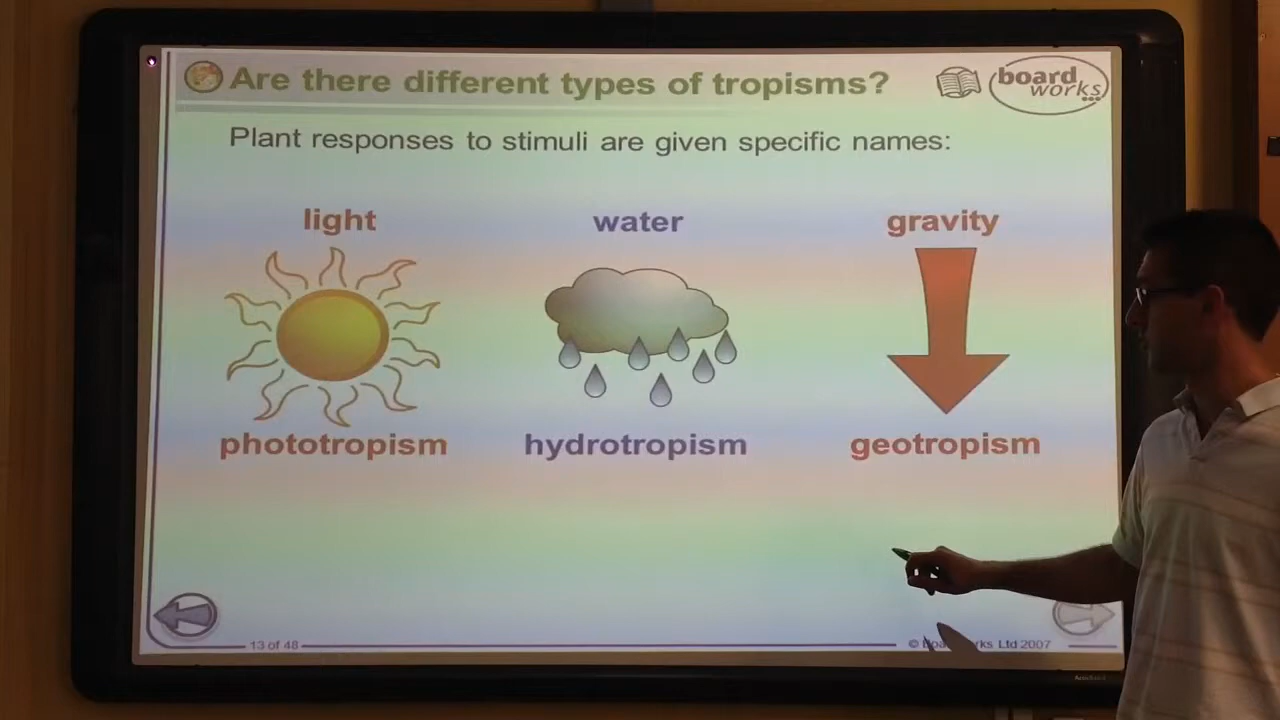 Are there different types of tropisms?
board
works
Plant responses to stimuli are given specific names:
light
water
gravity
phototropism
hydrotropism
geotropism
13 of 48
Ltd 2007